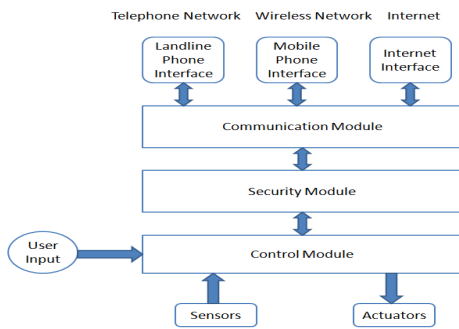 Telephone Network Wireless Network Internet
Landline
Phone
Interface
Mobile
Phone
Interface
Internet
Interface
Communication Module
Security Module
User
Input
Control Module
Sensors
Actuators